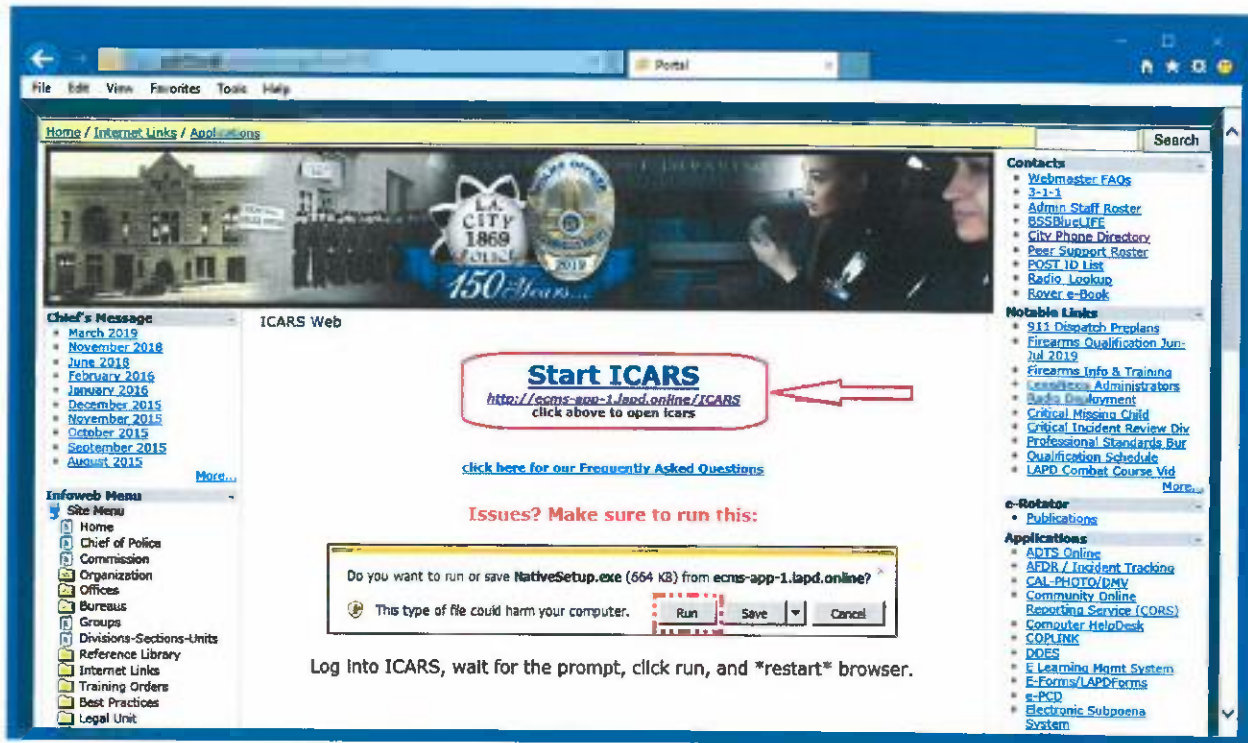 Portal
File Edit View Favorites Tools Help
Home / Internet Links / Applications
Search
L.A.
CITY
1869
POLICE
POLICE OFFICER
2019
150 Years...
Chief's Message
March 2019
November 2018
June 2018
February 2016
January 2016
December 2015
November 2015
October 2015
September 2015
August 2015
More...
Infoweb Menu
Site Menu
Home
Chief of Police
Commission
Organization
Offices
Bureaus
Groups
Divisions-Sections-Units
Reference Library
Internet Links
Training Orders
Best Practices
Legal Unit
ICARS Web
Start ICARS
http://ecms-app-1.lapd.online/ICARS
click above to open icars
click here for our Frequently Asked Questions
Issues? Make sure to run this:
Do you want to run or save NativeSetup.exe (664 KB) from ecms-app-1.lapd.online?
This type of file could harm your computer.
Run Save Cancel
Log into ICARS, wait for the prompt, click run, and *restart* browser.
Contacts
Webmaster FAQs
3-1-1
Admin Staff Roster
BSSBlueLIFE
City Phone Directory
Peer Support Roster
POST ID List
Radio Lookup
Rover e-Book
Notable Links
911 Dispatch Preplans
Firearms Qualification Jun-
Jul 2019
Firearms Info & Training
Administrators
Radio Deployment
Critical Missing Child
Critical Incident Review Div
Professional Standards Bur
Qualification Schedule
LAPD Combat Course Vid
More...
e-Rotator
Publications
Applications
ADTS Online
AFDR / Incident Tracking
CAL-PHOTO/DMV
Community Online
Reporting Service (CORS)
Computer HelpDesk
COPLINK
DDES
E Learning Mgmt System
E-Forms/LAPDForms
e-PCD
Electronic Subpoena
System